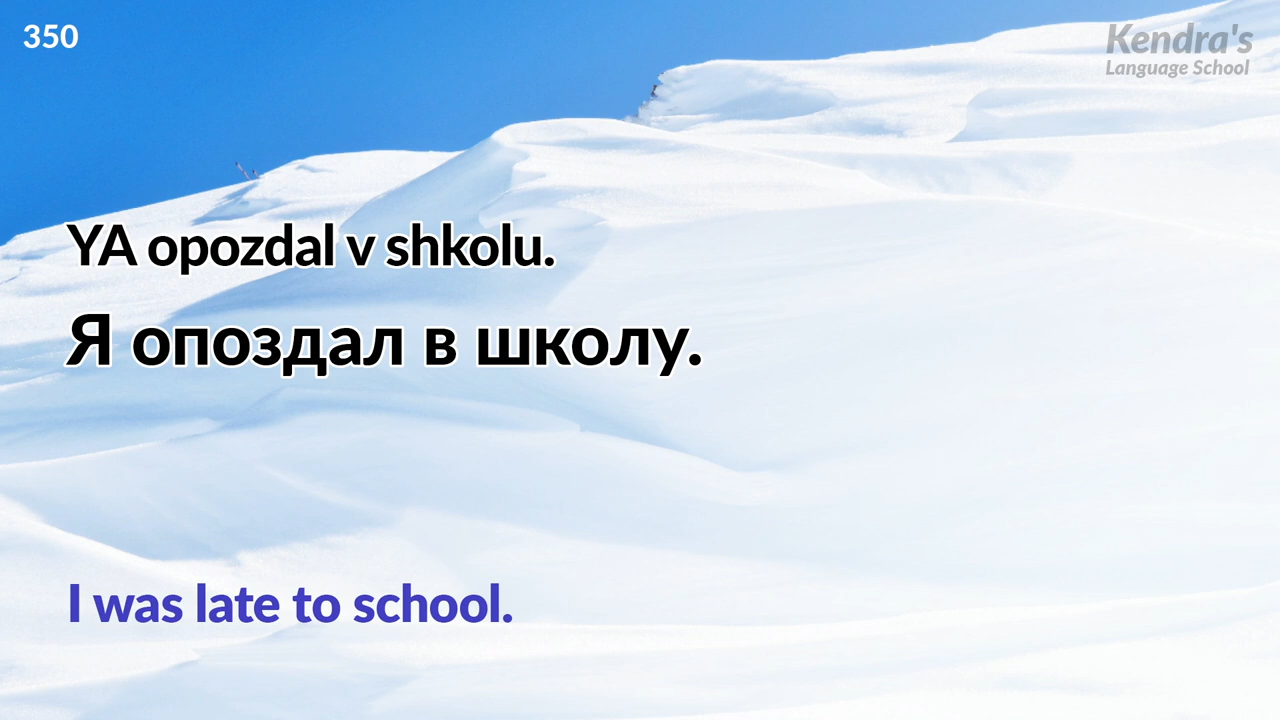 350
Kendra's
Language School
YA opozdal v shkolu.
Я опоздал в школу.
I was late to school.